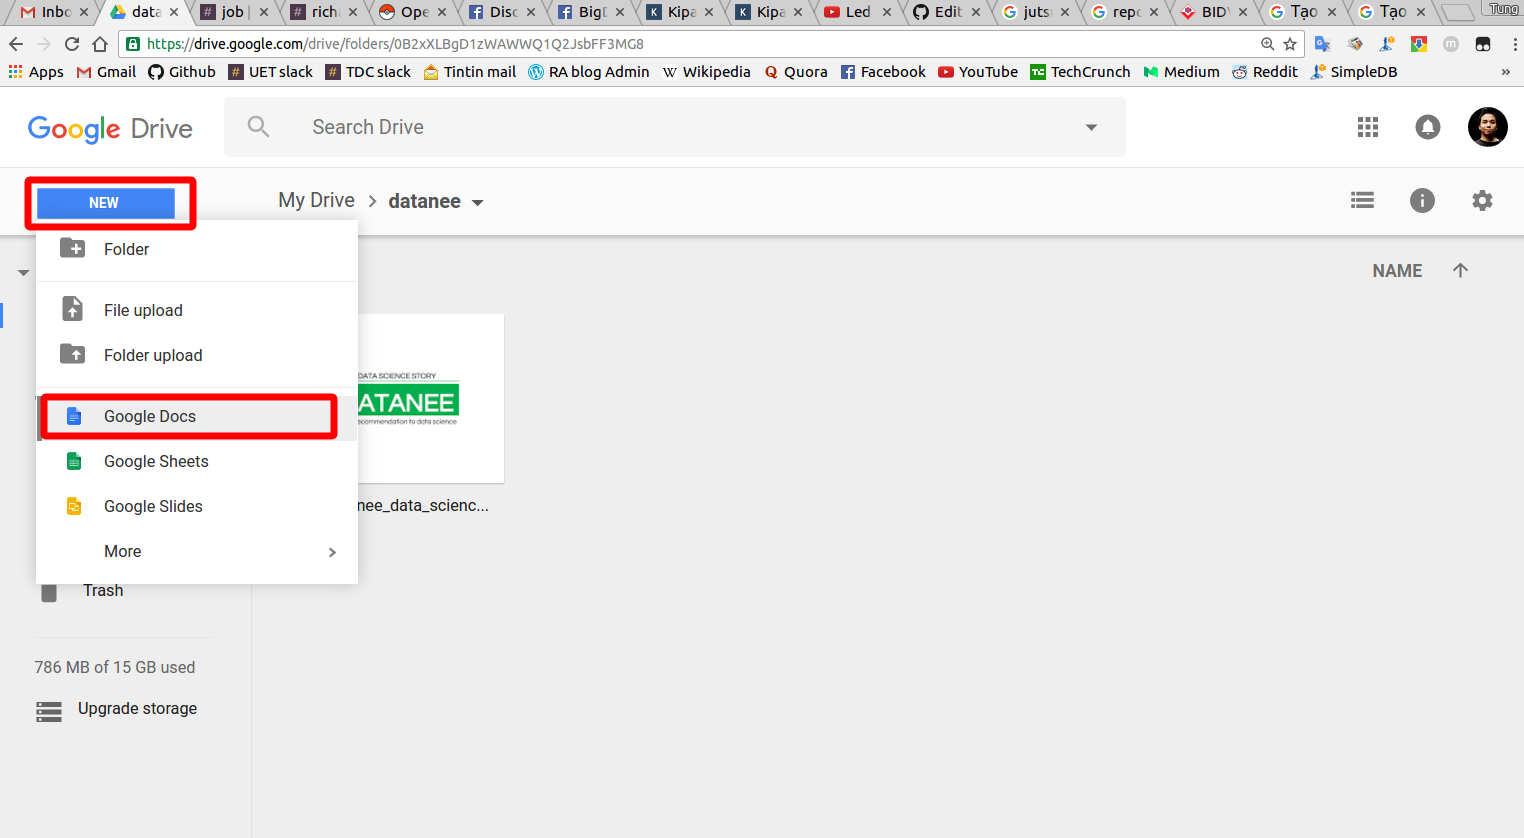 Inbo
data
job |
rich
Ope
Disc
BigD
Kipa
Kipa
Led
Edit
juts
repo
BID
Tạo
Tạo
Tung
https://drive.google.com/drive/folders/0B2xXLBgD1zWAWWQ1Q2JsbFF3MG8
Apps Gmail Github UET slack TDC slack Tintin mail RA blog Admin Wikipedia Quora Facebook YouTube TechCrunch Medium Reddit SimpleDB »
Google Drive
Search Drive
NEW
My Drive > datanee
Folder
NAME
File upload
Folder upload
DATA SCIENCE STORY
ATANEE
ecommendation to data science
Google Docs
Google Sheets
Google Slides
nee_data_scienc...
More
Trash
786 MB of 15 GB used
Upgrade storage